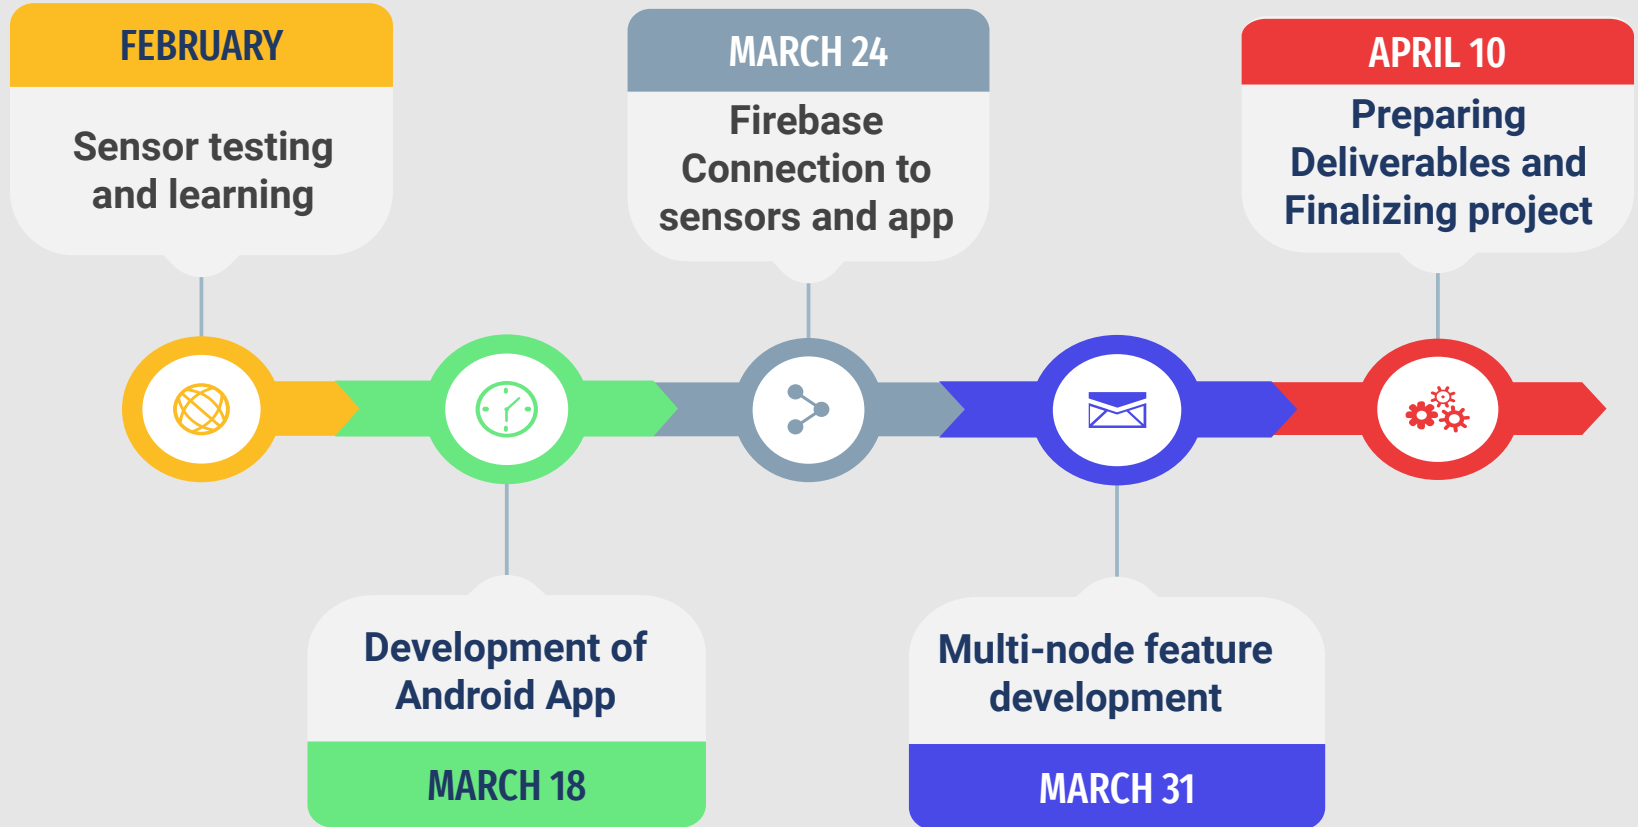 FEBRUARY
Sensor testing
and learning
Development of
Android App
MARCH 18
MARCH 24
Firebase
Connection to
sensors and app
Multi-node feature
development
MARCH 31
APRIL 10
Preparing
Deliverables and
Finalizing project